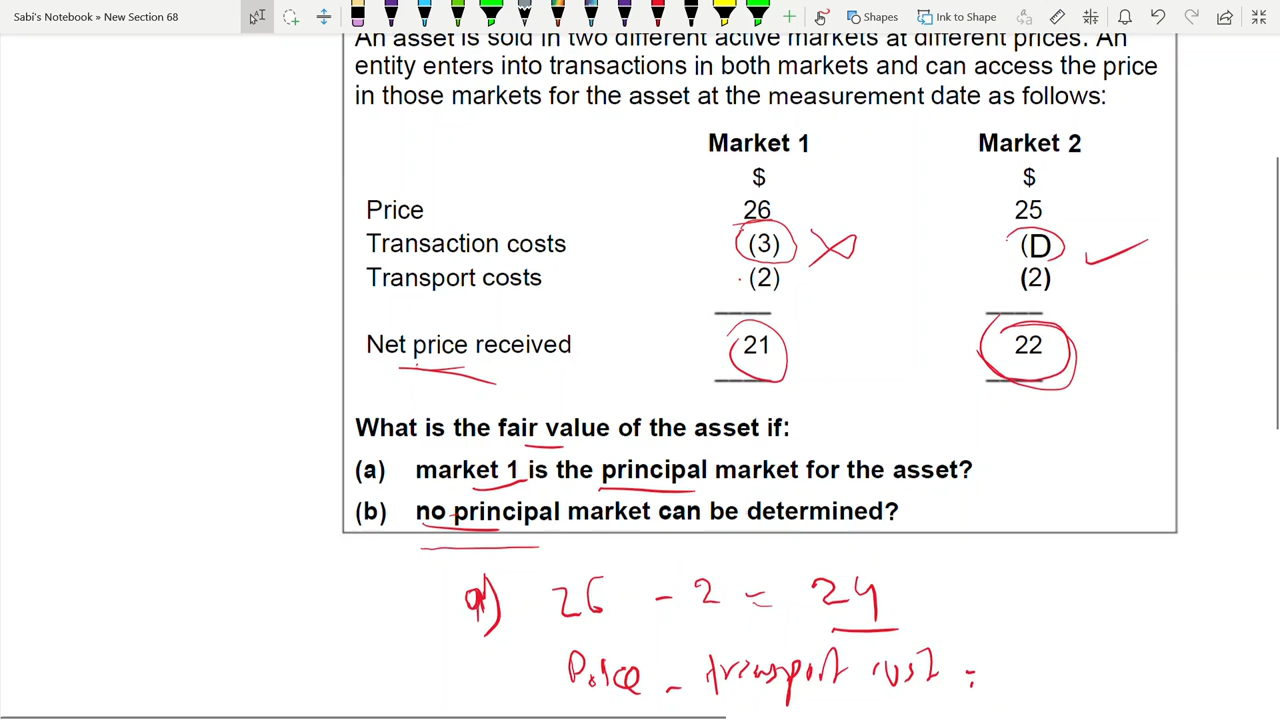 Sabi's Notebook » New Section 68
Shapes
Ink to Shape
An asset is sold in two different active markets at different prices. An
entity enters into transactions in both markets and can access the price
in those markets for the asset at the measurement date as follows:
Market 1 Market 2
$ $
Price 26 25
Transaction costs (3) (D
Transport costs (2) (2)
Net price received 21 22
What is the fair value of the asset if:
(a) market 1 is the principal market for the asset?
(b) no principal market can be determined?
a) 26 - 2 = 24
Price - transport cost =